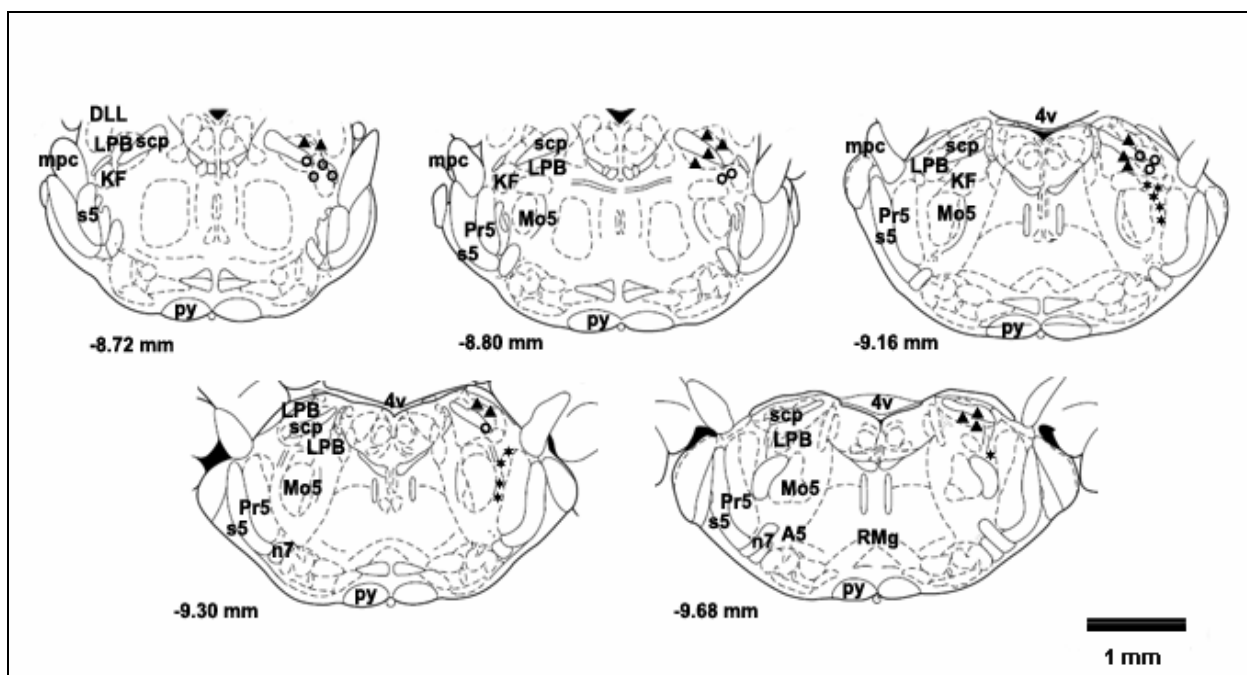 DLL
LPB scp
mpc
KF
s5
py
-8.72 mm
scp
mpc
LPB
KF
Pr5 Mo5
s5
py
-8.80 mm
4v
scp
mpc
LPB
KF
Pr5 Mo5
s5
py
-9.16 mm
4v
LPB
scp
LPB
Mo5
Pr5
s5
n7
py
-9.30 mm
4v
scp
LPB
Mo5
Pr5
s5
n7 A5 RMg
py
-9.68 mm
1 mm